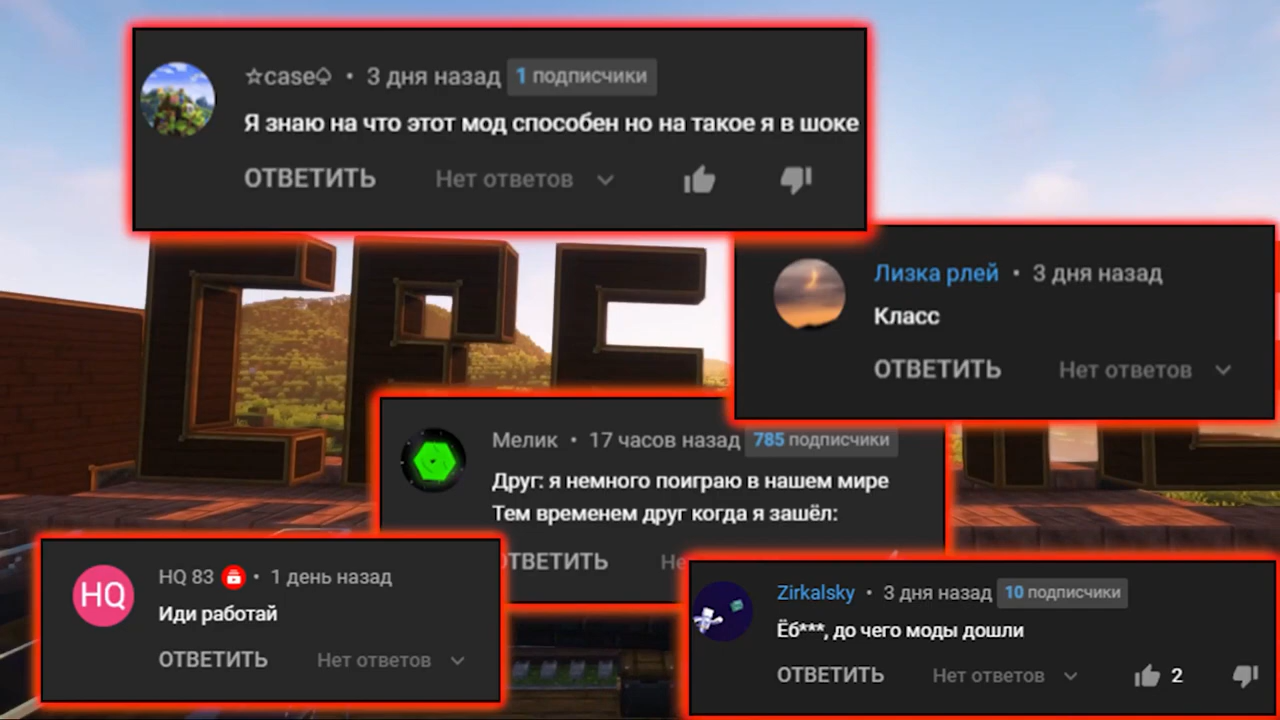 ☆case♤ • 3 дня назад 1 подписчики
Я знаю на что этот мод способен но на такое я в шоке
ОТВЕТИТЬ Нет ответов
Лизка рлей • 3 дня назад
Класс
ОТВЕТИТЬ Нет ответов
Мелик • 17 часов назад 785 подписчики
Друг: я немного поиграю в нашем мире
Тем временем друг когда я зашёл:
ОТВЕТИТЬ Не
HQ
HQ 83 • 1 день назад
Иди работай
ОТВЕТИТЬ Нет ответов
Zirkalsky • 3 дня назад 10 подписчики
Ёб***, до чего моды дошли
ОТВЕТИТЬ Нет ответов 2